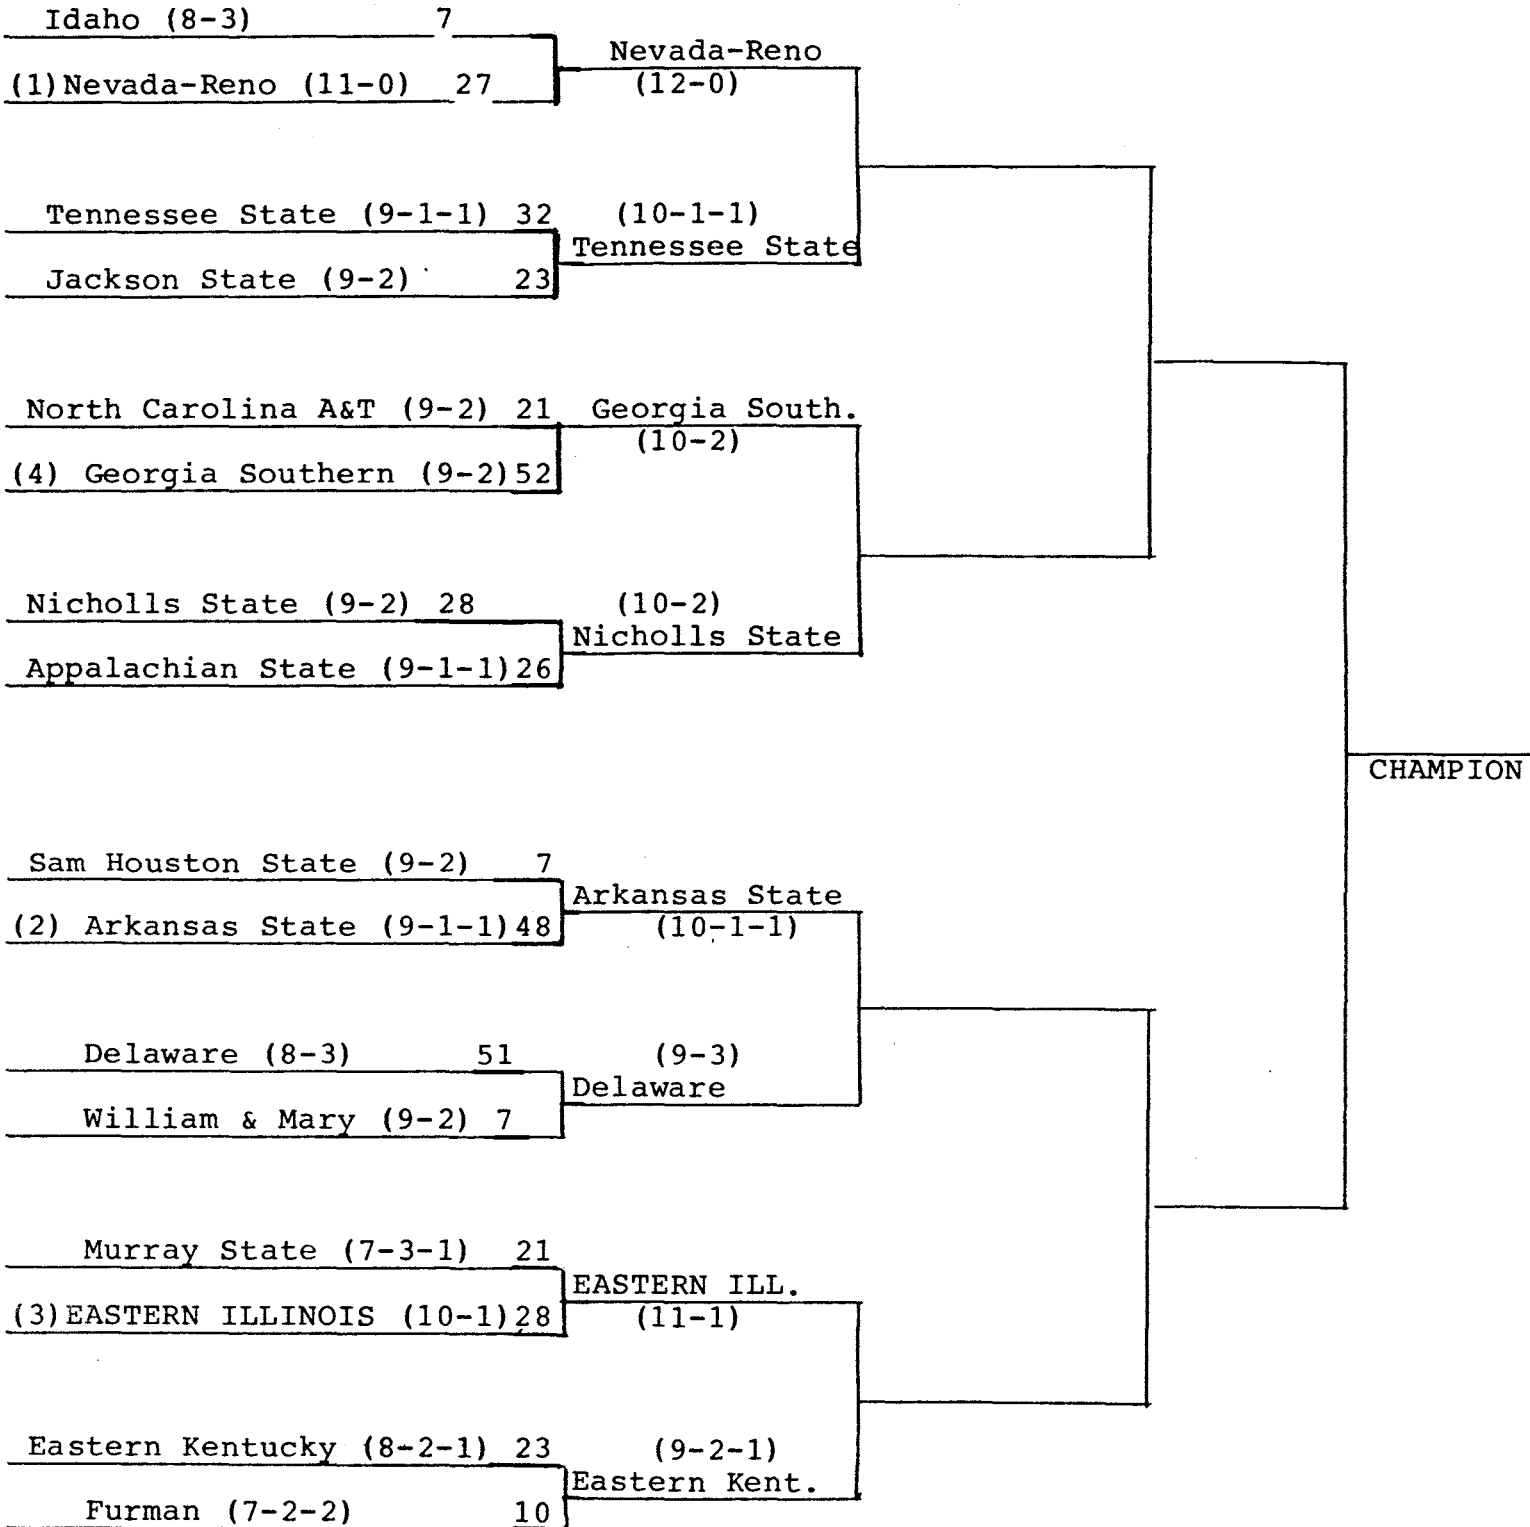 Idaho (8-3) 7
Nevada-Reno
(1)Nevada-Reno (11-0) 27
(12-0)
Tennessee State (9-1-1) 32
(10-1-1)
Tennessee State
Jackson State (9-2) 23
North Carolina A&T (9-2) 21
Georgia South.
(10-2)
(4) Georgia Southern (9-2)52
Nicholls State (9-2) 28
(10-2)
Nicholls State
Appalachian State (9-1-1)26
CHAMPION
Sam Houston State (9-2) 7
Arkansas State
(2) Arkansas State (9-1-1)48
(10-1-1)
Delaware (8-3) 51
(9-3)
Delaware
William & Mary (9-2) 7
Murray State (7-3-1) 21
EASTERN ILL.
(3)EASTERN ILLINOIS (10-1)28
(11-1)
Eastern Kentucky (8-2-1) 23
(9-2-1)
Eastern Kent.
Furman (7-2-2) 10